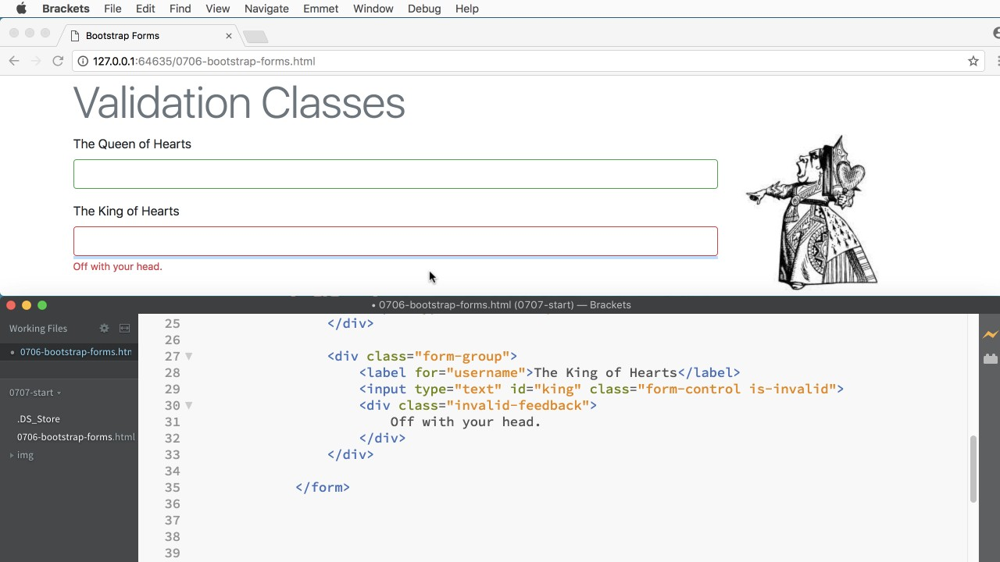 Brackets File Edit Find View Navigate Emmet Window Debug Help
Bootstrap Forms
127.0.0.1:64635/0706-bootstrap-forms.html
Validation Classes
The Queen of Hearts
The King of Hearts
Off with your head.
• 0706-bootstrap-forms.html (0707-start) — Brackets
Working Files
• 0706-bootstrap-forms.htm
0707-start
.DS_Store
0706-bootstrap-forms.html
img
25 </div>
26
27 <div class="form-group">
28 <label for="username">The King of Hearts</label>
29 <input type="text" id="king" class="form-control is-invalid">
30 <div class="invalid-feedback">
31 Off with your head.
32 </div>
33 </div>
34
35 </form>
36
37
38
39